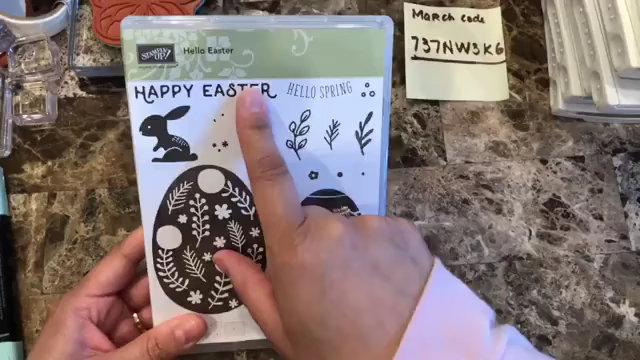 STAMPIN' UP!
Hello Easter
HAPPY EASTER
HELLO SPRING
March code
737NW3K6